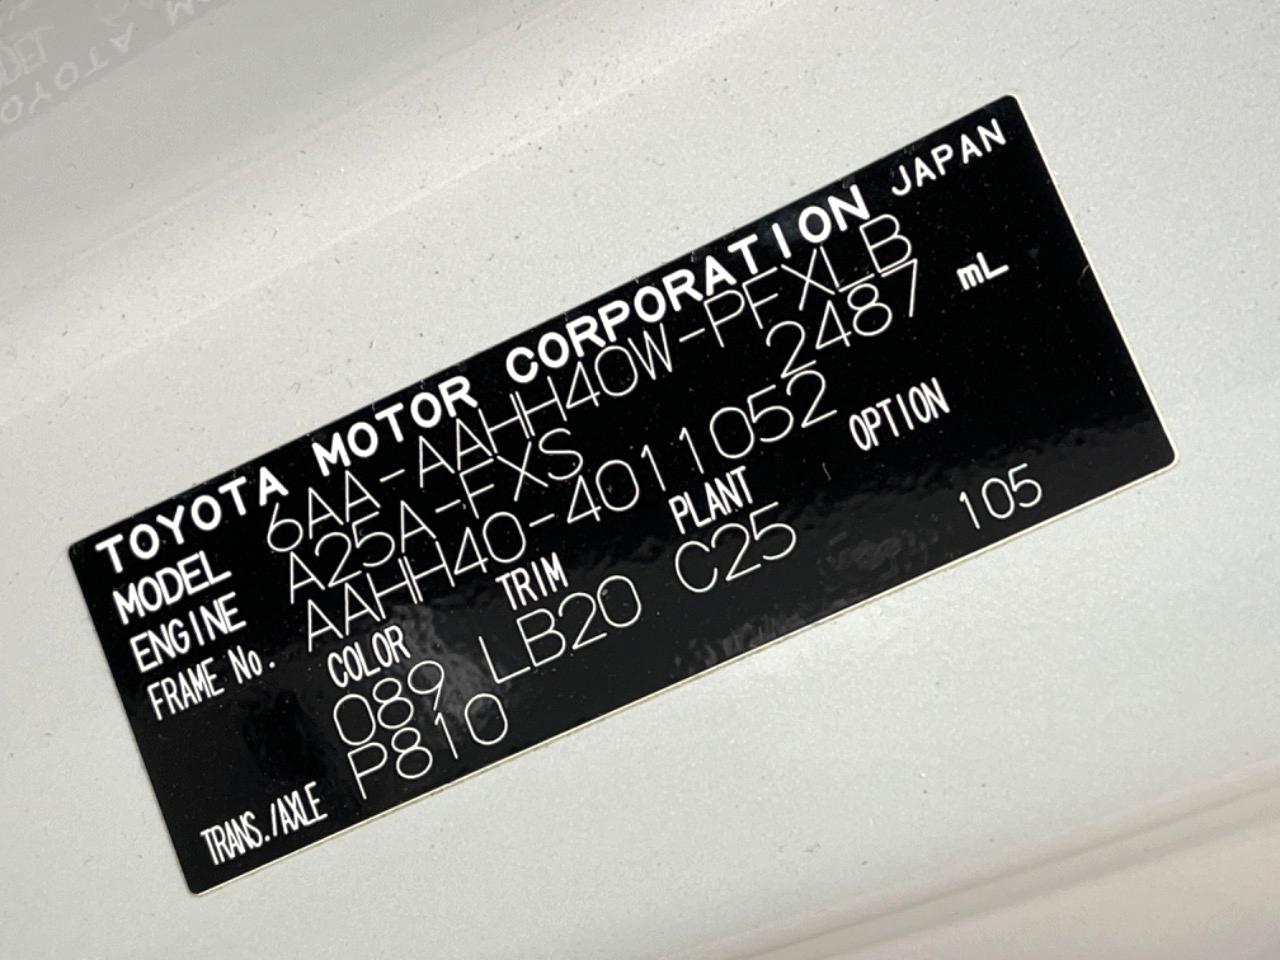 TOYOTA MOTOR CORPORATION JAPAN
MODEL 6AA-AAHH40W-PFXLB
ENGINE A25A-FXS 2487 mL
FRAME No. AAHH40-4011052
COLOR TRIM PLANT OPTION
089 LB20 C25 105
TRANS./AXLE P810